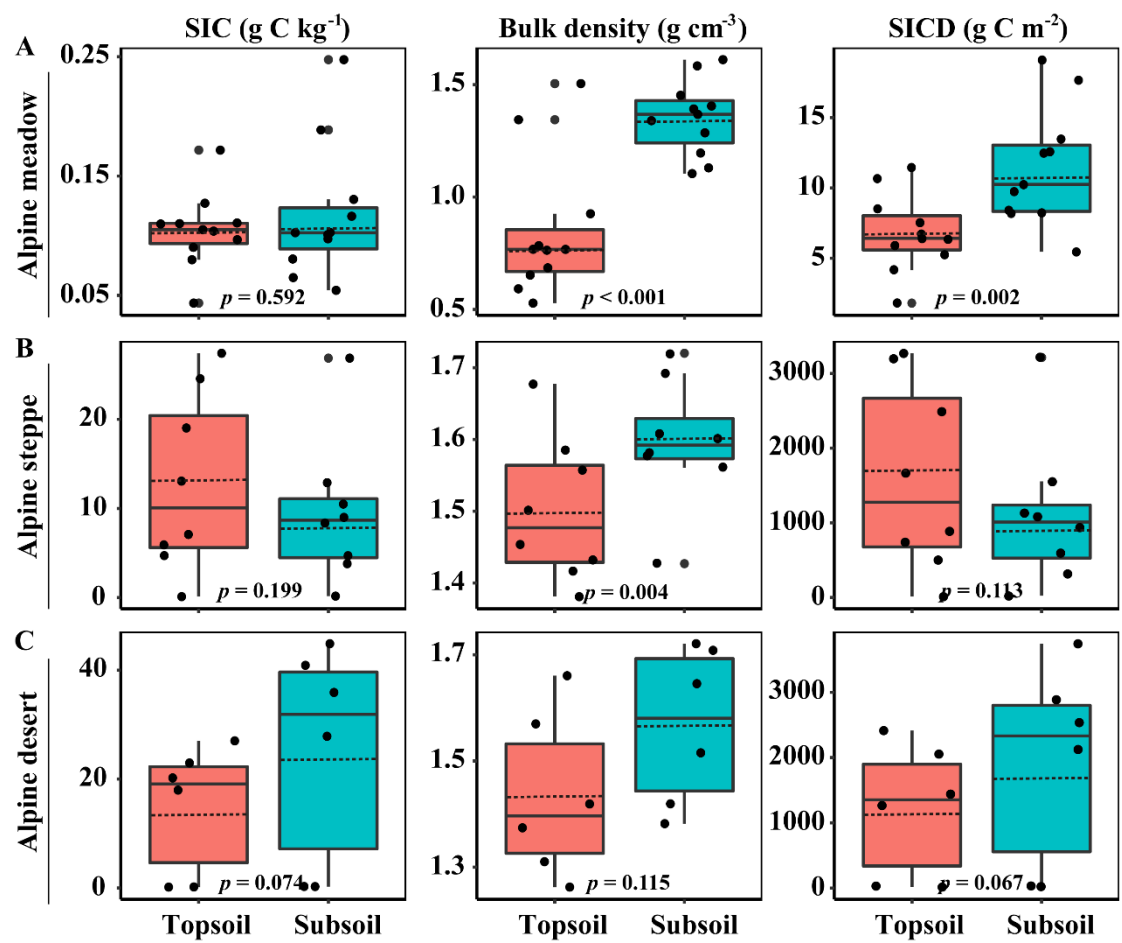 SIC (g C kg⁻¹) Bulk density (g cm⁻³) SICD (g C m⁻²)
A
Alpine meadow
0.25
0.15
0.05
p = 0.592
1.5
1.0
0.5
p < 0.001
15
10
5
p = 0.002
B
Alpine steppe
20
10
0
p = 0.199
1.7
1.6
1.5
1.4
p = 0.004
3000
2000
1000
0
p = 0.113
C
Alpine desert
40
20
0
p = 0.074
1.7
1.5
1.3
p = 0.115
3000
2000
1000
0
p = 0.067
Topsoil Subsoil Topsoil Subsoil Topsoil Subsoil